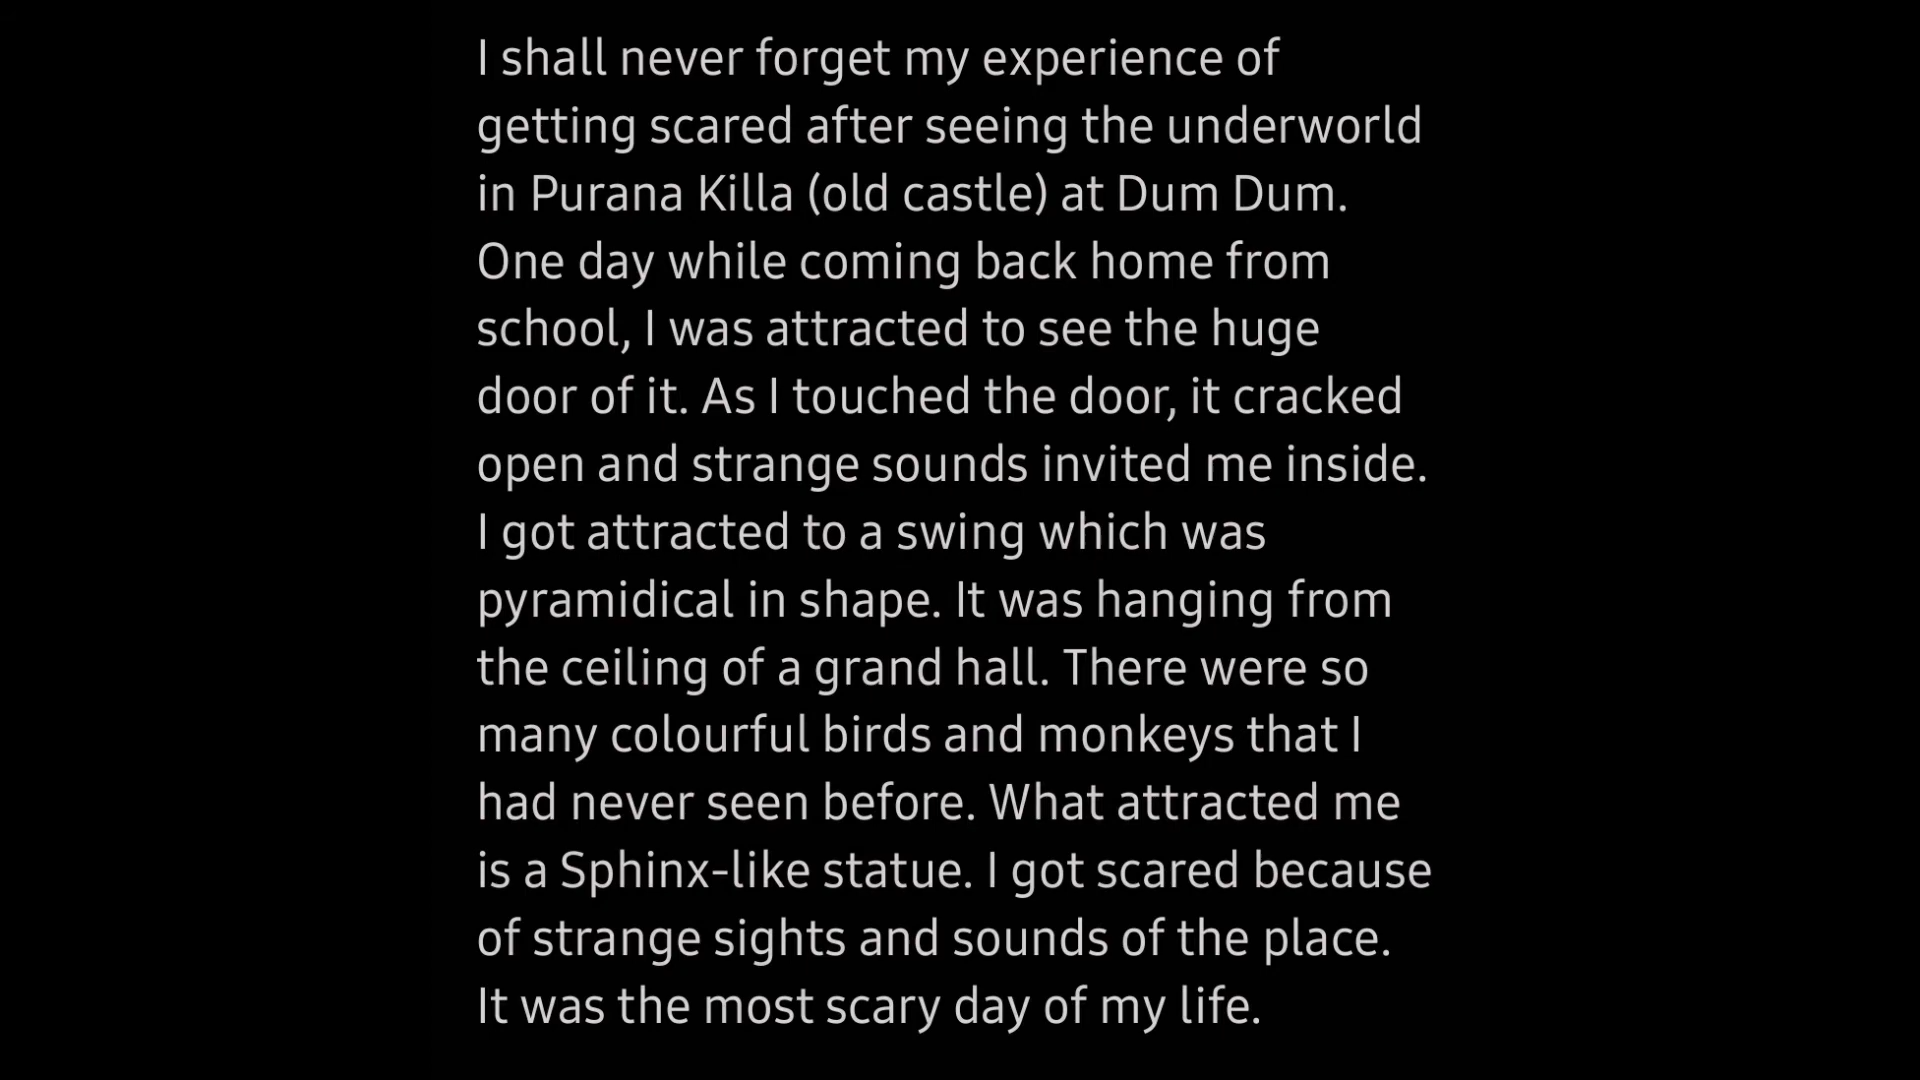 I shall never forget my experience of
getting scared after seeing the underworld
in Purana Killa (old castle) at Dum Dum.
One day while coming back home from
school, I was attracted to see the huge
door of it. As I touched the door, it cracked
open and strange sounds invited me inside.
I got attracted to a swing which was
pyramidical in shape. It was hanging from
the ceiling of a grand hall. There were so
many colourful birds and monkeys that I
had never seen before. What attracted me
is a Sphinx-like statue. I got scared because
of strange sights and sounds of the place.
It was the most scary day of my life.